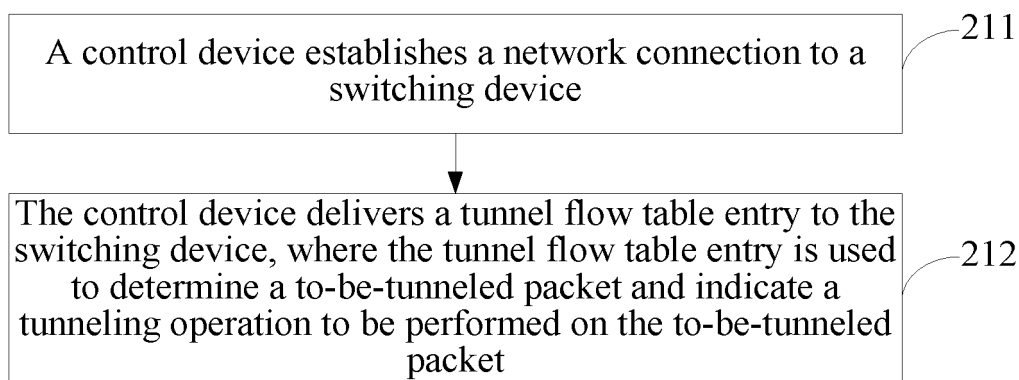 211
A control device establishes a network connection to a
switching device
The control device delivers a tunnel flow table entry to the
switching device, where the tunnel flow table entry is used
to determine a to-be-tunneled packet and indicate a
tunneling operation to be performed on the to-be-tunneled
packet
212